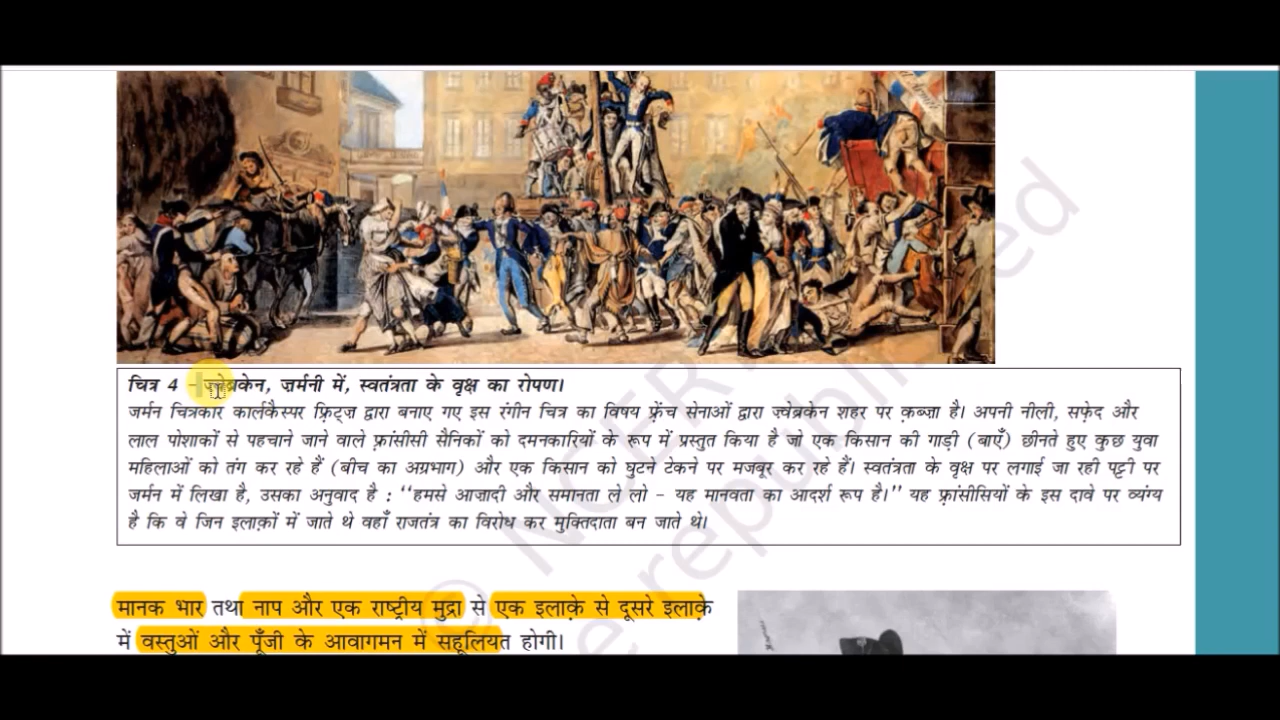 चित्र 4 – ज़्वेब्रकेन, ज़र्मनी में, स्वतंत्रता के वृक्ष का रोपण।
जर्मन चित्रकार कार्लकैस्पर फ़्रिट्ज़ द्वारा बनाए गए इस रंगीन चित्र का विषय फ़्रेंच सेनाओं द्वारा ज़्वेब्रकेन शहर पर क़ब्ज़ा है। अपनी नीली, सफ़ेद और
लाल पोशाकों से पहचाने जाने वाले फ़्रांसीसी सैनिकों को दमनकारियों के रूप में प्रस्तुत किया है जो एक किसान की गाड़ी (बाएँ) छीनते हुए कुछ युवा
महिलाओं को तंग कर रहे हैं (बीच का अग्रभाग) और एक किसान को घुटने टेकने पर मजबूर कर रहे हैं। स्वतंत्रता के वृक्ष पर लगाई जा रही पट्टी पर
जर्मन में लिखा है, उसका अनुवाद है : ‘‘हमसे आज़ादी और समानता ले लो – यह मानवता का आदर्श रूप है।’’ यह फ़्रांसीसियों के इस दावे पर व्यंग्य
है कि वे जिन इलाक़ों में जाते थे वहाँ राजतंत्र का विरोध कर मुक्तिदाता बन जाते थे।
मानक भार तथा नाप और एक राष्ट्रीय मुद्रा से एक इलाक़े से दूसरे इलाक़े
में वस्तुओं और पूँजी के आवागमन में सहूलियत होगी।
© NCERT
republished